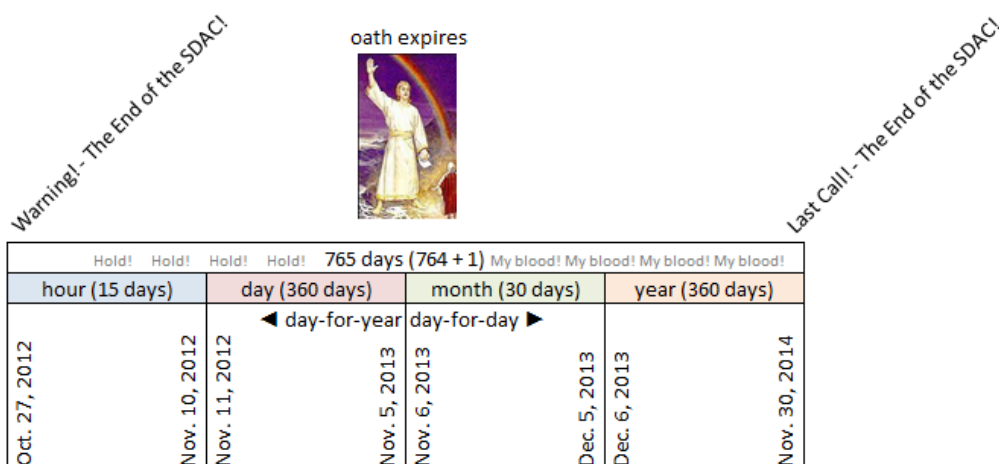 Warning! - The End of the SDAC!
oath expires
Last Call! - The End of the SDAC!
Hold! Hold! Hold! Hold! 765 days (764 + 1) My blood! My blood! My blood! My blood!
hour (15 days) day (360 days) month (30 days) year (360 days)
◄ day-for-year day-for-day ►
Oct. 27, 2012
Nov. 10, 2012
Nov. 11, 2012
Nov. 5, 2013
Nov. 6, 2013
Dec. 5, 2013
Dec. 6, 2013
Nov. 30, 2014